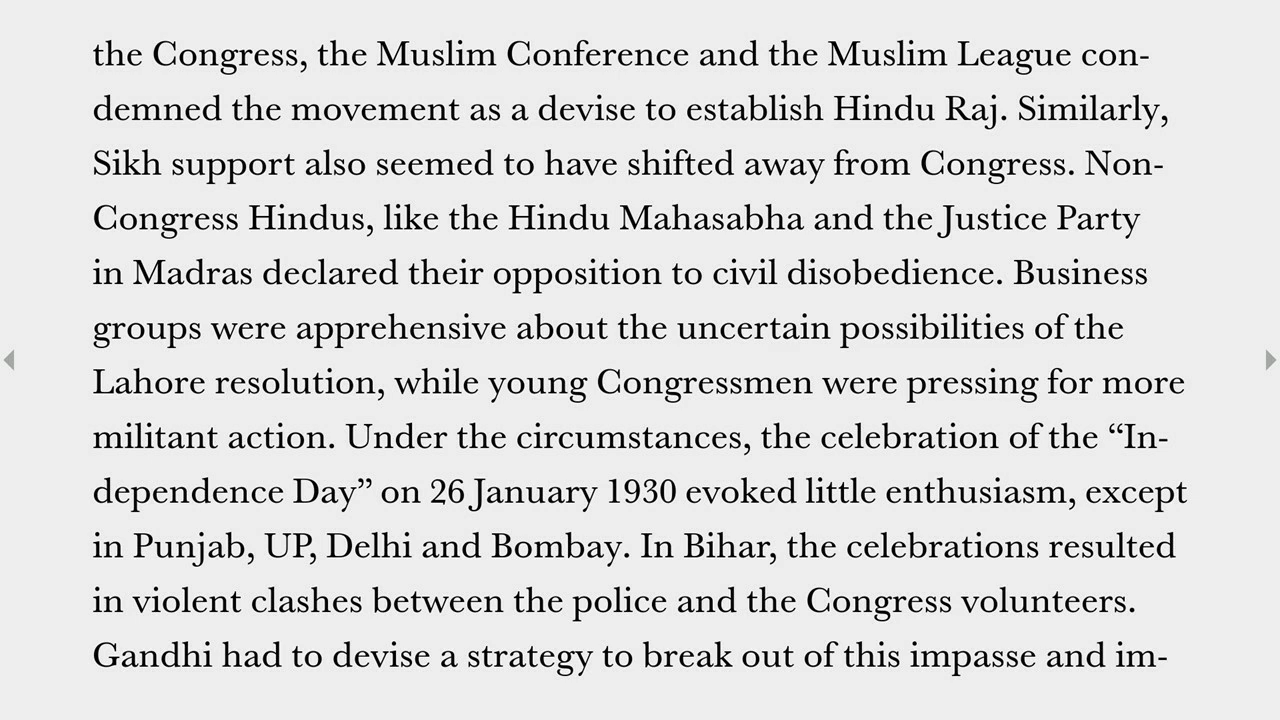 the Congress, the Muslim Conference and the Muslim League con-
demned the movement as a devise to establish Hindu Raj. Similarly,
Sikh support also seemed to have shifted away from Congress. Non-
Congress Hindus, like the Hindu Mahasabha and the Justice Party
in Madras declared their opposition to civil disobedience. Business
groups were apprehensive about the uncertain possibilities of the
Lahore resolution, while young Congressmen were pressing for more
militant action. Under the circumstances, the celebration of the “In-
dependence Day” on 26 January 1930 evoked little enthusiasm, except
in Punjab, UP, Delhi and Bombay. In Bihar, the celebrations resulted
in violent clashes between the police and the Congress volunteers.
Gandhi had to devise a strategy to break out of this impasse and im-